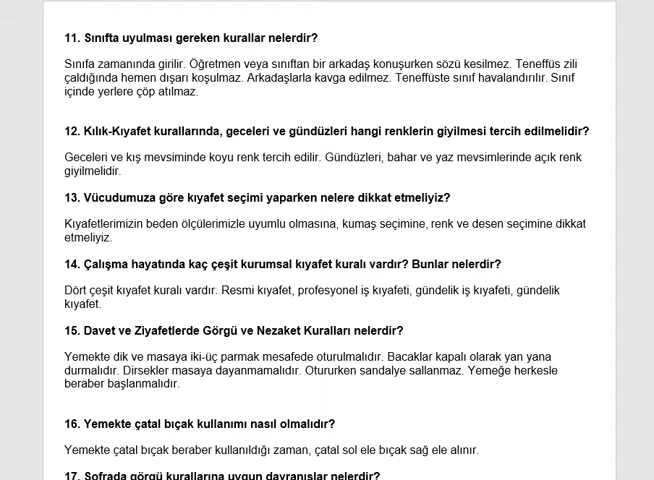 11. Sınıfta uyulması gereken kurallar nelerdir?
Sınıfa zamanında girilir. Öğretmen veya sınıftan bir arkadaş konuşurken sözü kesilmez. Teneffüs zili
çaldığında hemen dışarı koşulmaz. Arkadaşlarla kavga edilmez. Teneffüste sınıf havalandırılır. Sınıf
içinde yerlere çöp atılmaz.
12. Kılık-Kıyafet kurallarında, geceleri ve gündüzleri hangi renklerin giyilmesi tercih edilmelidir?
Geceleri ve kış mevsiminde koyu renk tercih edilir. Gündüzleri, bahar ve yaz mevsimlerinde açık renk
giyilmelidir.
13. Vücudumuza göre kıyafet seçimi yaparken nelere dikkat etmeliyiz?
Kıyafetlerimizin beden ölçülerimizle uyumlu olmasına, kumaş seçimine, renk ve desen seçimine dikkat
etmeliyiz.
14. Çalışma hayatında kaç çeşit kurumsal kıyafet kuralı vardır? Bunlar nelerdir?
Dört çeşit kıyafet kuralı vardır. Resmi kıyafet, profesyonel iş kıyafeti, gündelik iş kıyafeti, gündelik
kıyafet.
15. Davet ve Ziyafetlerde Görgü ve Nezaket Kuralları nelerdir?
Yemekte dik ve masaya iki-üç parmak mesafede oturulmalıdır. Bacaklar kapalı olarak yan yana
durmalıdır. Dirsekler masaya dayanmamalıdır. Otururken sandalye sallanmaz. Yemeğe herkesle
beraber başlanmalıdır.
16. Yemekte çatal bıçak kullanımı nasıl olmalıdır?
Yemekte çatal bıçak beraber kullanıldığı zaman, çatal sol ele bıçak sağ ele alınır.
17. Sofrada görgü kurallarına uygun davranışlar nelerdir?